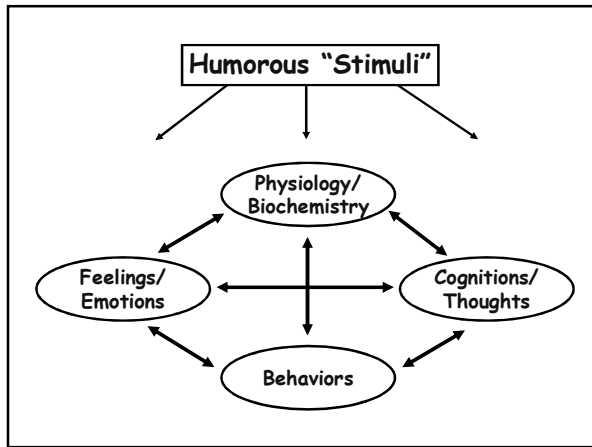 Humorous “Stimuli”
Physiology/
Biochemistry
Feelings/
Emotions
Cognitions/
Thoughts
Behaviors